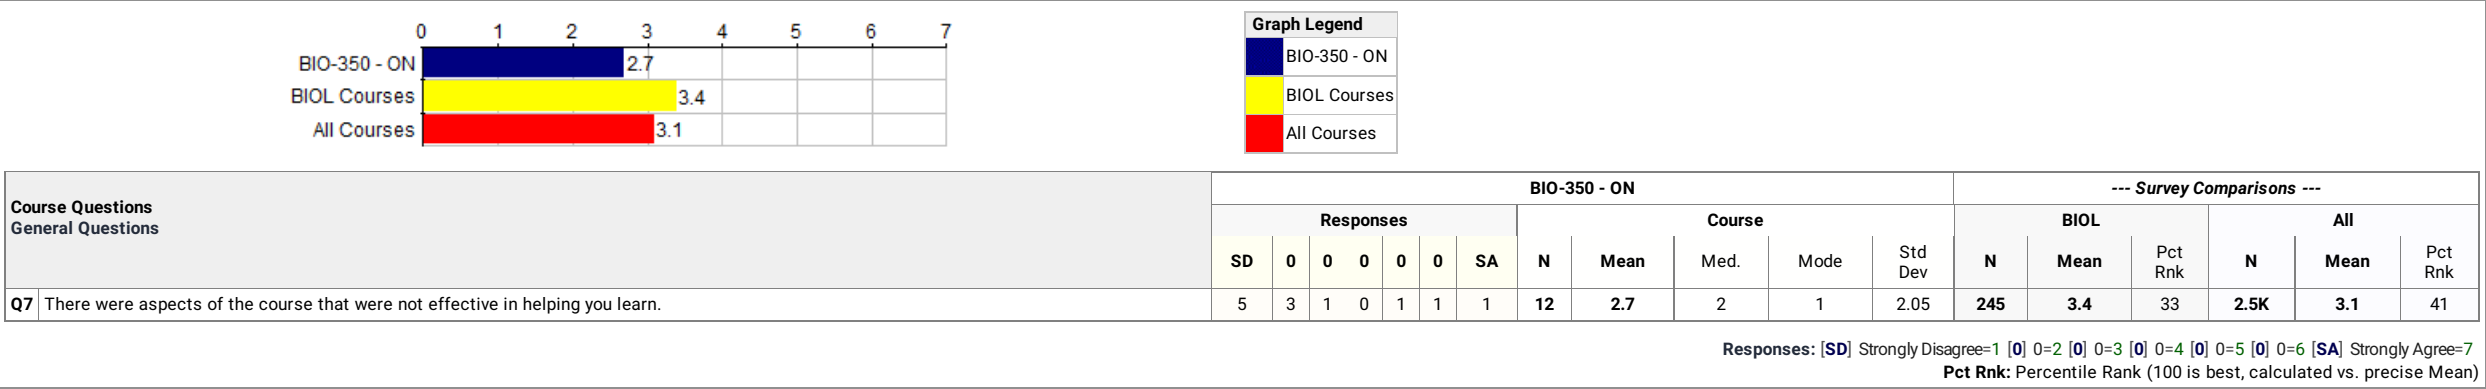 0 1 2 3 4 5 6 7
BIO-350 - ON 2.7
BIOL Courses 3.4
All Courses 3.1
Graph Legend
BIO-350 - ON
BIOL Courses
All Courses
Course Questions
General Questions
BIO-350 - ON --- Survey Comparisons ---
Responses Course BIOL All
SD 0 0 0 0 0 SA N Mean Med. Mode Std Dev N Mean Pct Rnk N Mean Pct Rnk
Q7 There were aspects of the course that were not effective in helping you learn. 5 3 1 0 1 1 1 12 2.7 2 1 2.05 245 3.4 33 2.5K 3.1 41
Responses: [SD] Strongly Disagree=1 [0] 0=2 [0] 0=3 [0] 0=4 [0] 0=5 [0] 0=6 [SA] Strongly Agree=7
Pct Rnk: Percentile Rank (100 is best, calculated vs. precise Mean)